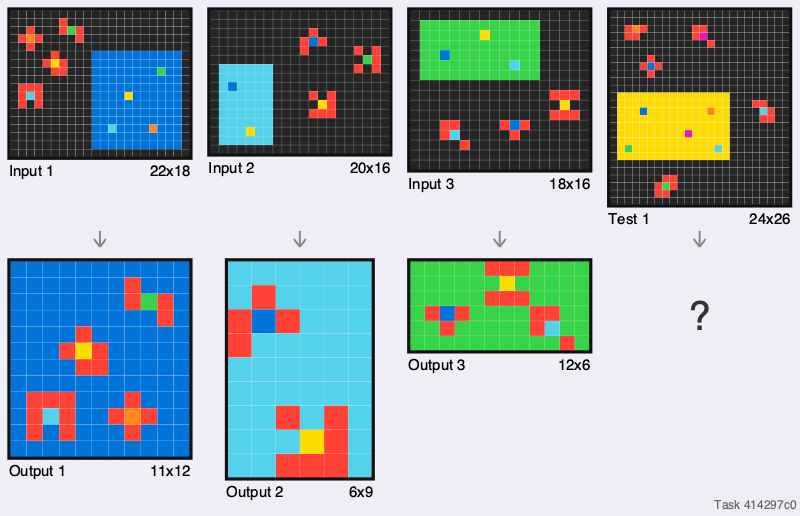 Input 1 22x18
Input 2 20x16
Input 3 18x16
Test 1 24x26
?
Output 1 11x12
Output 2 6x9
Output 3 12x6
Task 414297c0